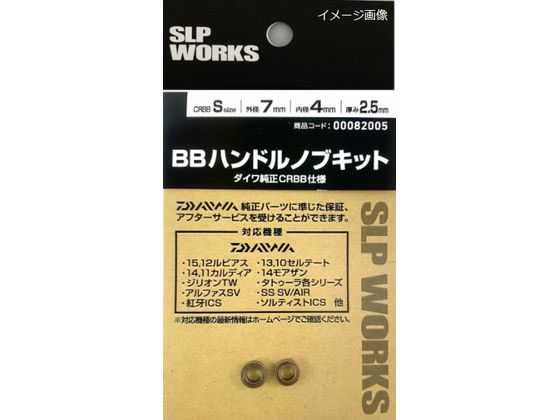 イメージ画像
SLP
WORKS
CRBB S size 外径7mm 内径4mm 厚み2.5mm
商品コード：00082005
BBハンドルノブキット
ダイワ純正CRBB仕様
DAIWA 純正パーツに準じた保証、
アフターサービスを受けることができます。
対応機種
DAIWA
・15,12ルビアス ・13,10セルテート
・14,11カルディア ・14モアザン
・ジリオンTW ・タトゥーラ各シリーズ
・アルファスSV ・SS SV/AIR
・紅牙ICS ・ソルティストICS 他
※対応機種の最新情報はホームページでご確認ください。
SLP WORKS